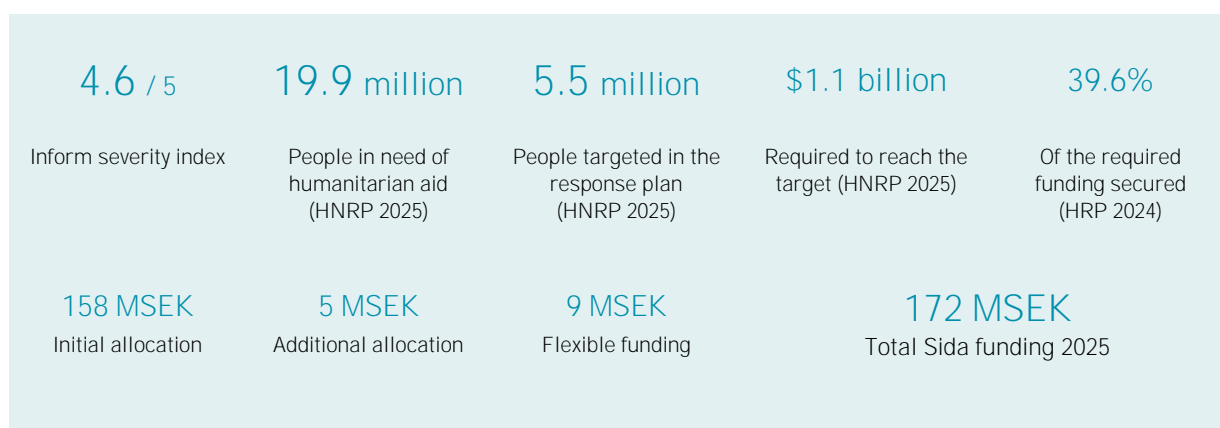 4.6 / 5
Inform severity index
19.9 million
People in need of
humanitarian aid
(HNRP 2025)
5.5 million
People targeted in the
response plan
(HNRP 2025)
$1.1 billion
Required to reach the
target (HNRP 2025)
39.6%
Of the required
funding secured
(HRP 2024)
158 MSEK
Initial allocation
5 MSEK
Additional allocation
9 MSEK
Flexible funding
172 MSEK
Total Sida funding 2025